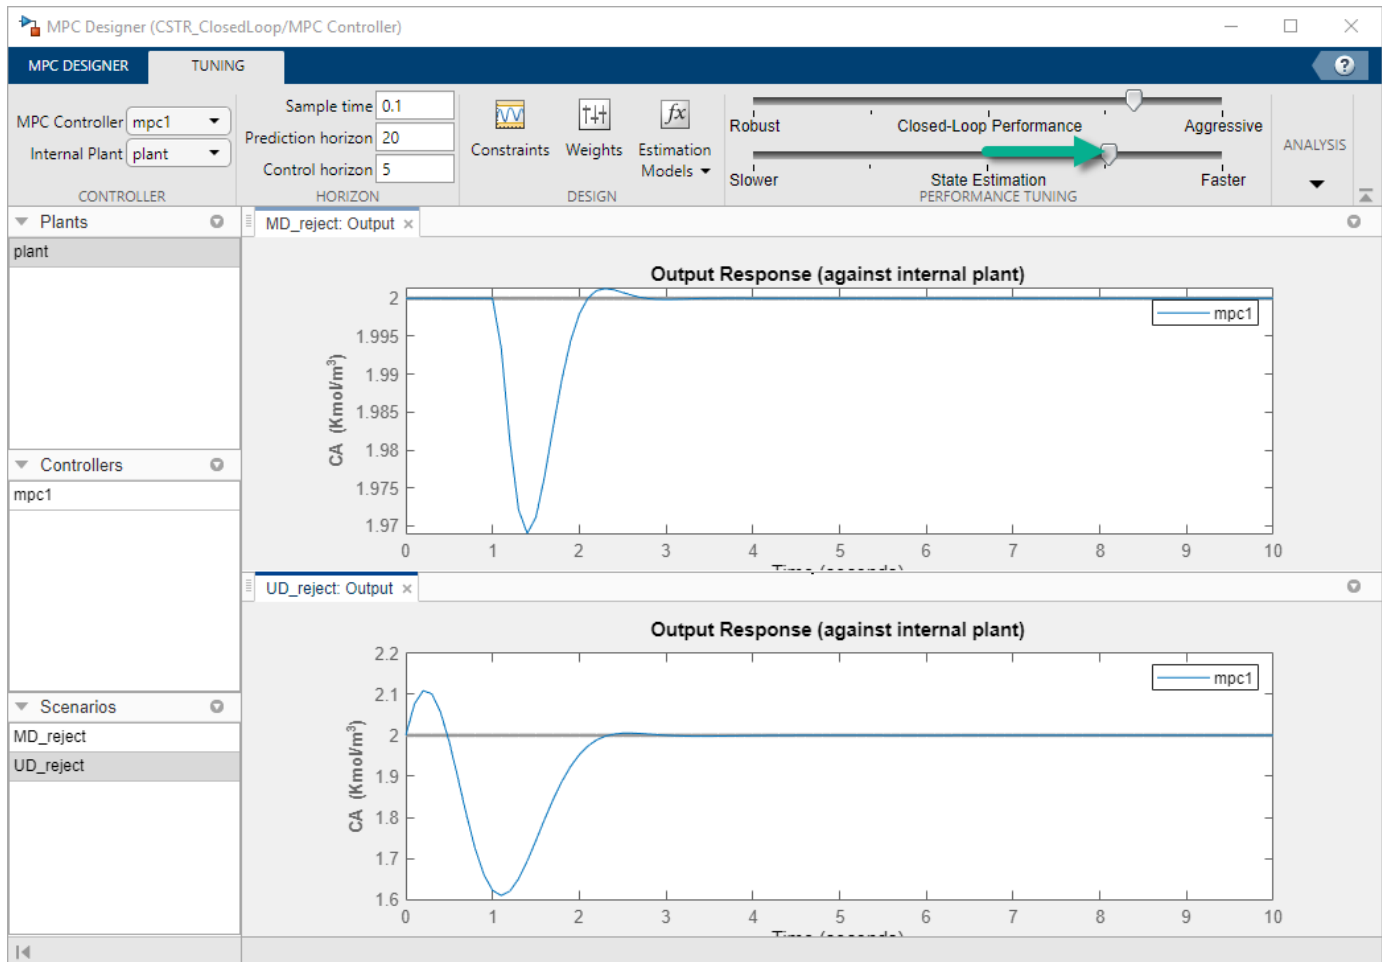 MPC Designer (CSTR_ClosedLoop/MPC Controller)
MPC DESIGNER TUNING
MPC Controller mpc1
Internal Plant plant
CONTROLLER
Sample time 0.1
Prediction horizon 20
Control horizon 5
HORIZON
Constraints Weights Estimation Models
DESIGN
Robust Closed-Loop Performance Aggressive
Slower State Estimation Faster
PERFORMANCE TUNING
ANALYSIS
Plants
plant
Controllers
mpc1
Scenarios
MD_reject
UD_reject
MD_reject: Output
Output Response (against internal plant)
mpc1
CA (Kmol/m³)
2
1.995
1.99
1.985
1.98
1.975
1.97
0 1 2 3 4 5 6 7 8 9 10
Time (seconds)
UD_reject: Output
Output Response (against internal plant)
mpc1
CA (Kmol/m³)
2.2
2.1
2
1.9
1.8
1.7
1.6
0 1 2 3 4 5 6 7 8 9 10
Time (seconds)